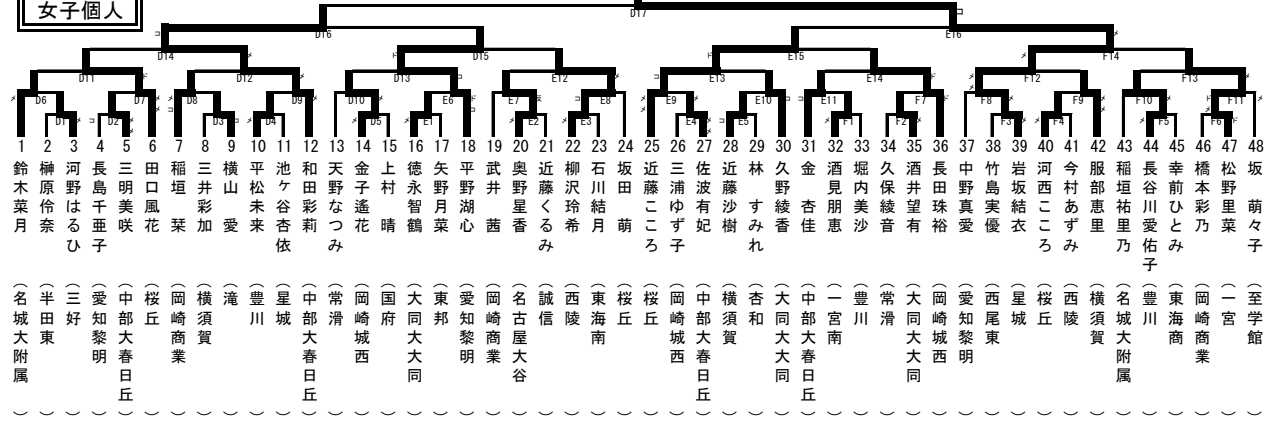 女子個人
D17
D16 E16
D14 D15 E15 F14
D11 D12 D13 E12 E13 E14 F12 F13
D6 D7 D8 D9 D10 E6 E7 E8 E9 E10 E11 F7 F8 F9 F10 F11
D1 D2 D3 D4 D5 E1 E2 E3 E4 E5 F1 F2 F3 F4 F5 F6
1 鈴木菜月 （名城大附属）
2 榊原伶奈 （半田東）
3 河野はるひ （三好）
4 長島千亜子 （愛知黎明）
5 三明美咲 （中部大春日丘）
6 田口風花 （桜丘）
7 稲垣 栞 （岡崎商業）
8 三井彩加 （横須賀）
9 横山 愛 （滝）
10 平松未来 （豊川）
11 池ケ谷杏依 （星城）
12 和田彩莉 （中部大春日丘）
13 天野なつみ （常滑）
14 金子遙花 （岡崎城西）
15 上村 晴 （国府）
16 徳永智鶴 （大同大大同）
17 矢野月菜 （東邦）
18 平野湖心 （愛知黎明）
19 武井 茜 （岡崎商業）
20 奥野星香 （名古屋大谷）
21 近藤くるみ （誠信）
22 柳沢玲希 （西陵）
23 石川結月 （東海南）
24 坂田 萌 （桜丘）
25 近藤こころ （桜丘）
26 三浦ゆず子 （岡崎城西）
27 佐波有妃 （中部大春日丘）
28 近藤沙樹 （横須賀）
29 林 すみれ （杏和）
30 久野綾香 （大同大大同）
31 金 杏佳 （中部大春日丘）
32 酒見朋恵 （一宮南）
33 堀内美沙 （豊川）
34 久保綾音 （常滑）
35 酒井望有 （大同大大同）
36 長田珠裕 （岡崎城西）
37 中野真愛 （愛知黎明）
38 竹島実優 （西尾東）
39 岩坂結衣 （星城）
40 河西こころ （桜丘）
41 今村あずみ （西陵）
42 服部恵里 （横須賀）
43 稲垣祐里乃 （名城大附属）
44 長谷川愛佑子 （豊川）
45 幸前ひとみ （東海商）
46 橋本彩乃 （岡崎商業）
47 松野里菜 （一宮）
48 坂 萌々子 （至学館）